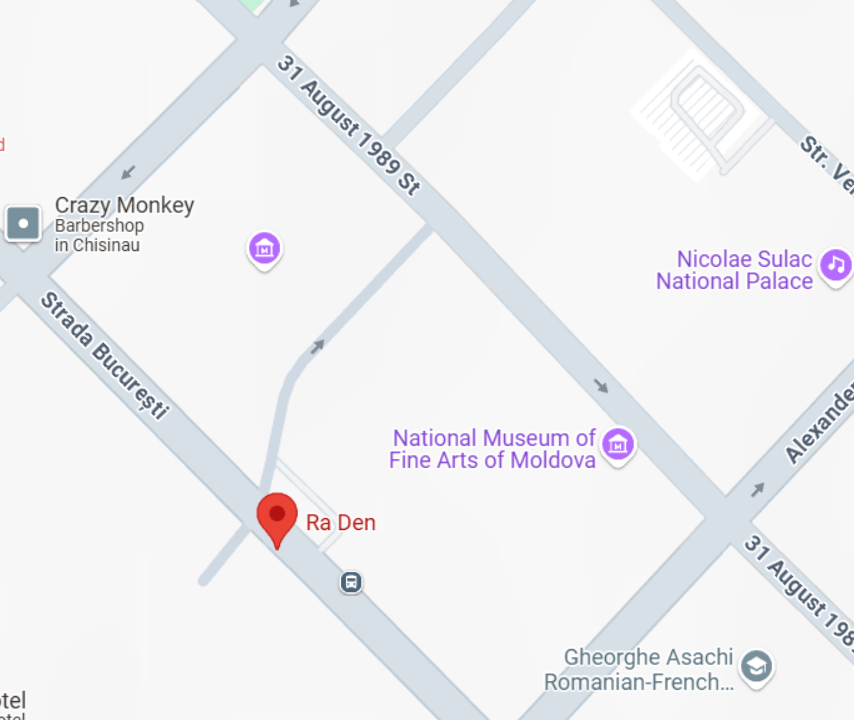 31 August 1989 St
d
Str. Ve
Crazy Monkey
Barbershop
in Chisinau
Nicolae Sulac
National Palace
Strada București
Alexander
National Museum of
Fine Arts of Moldova
Ra Den
31 August 198
Gheorghe Asachi
Romanian-French...
otel
otel